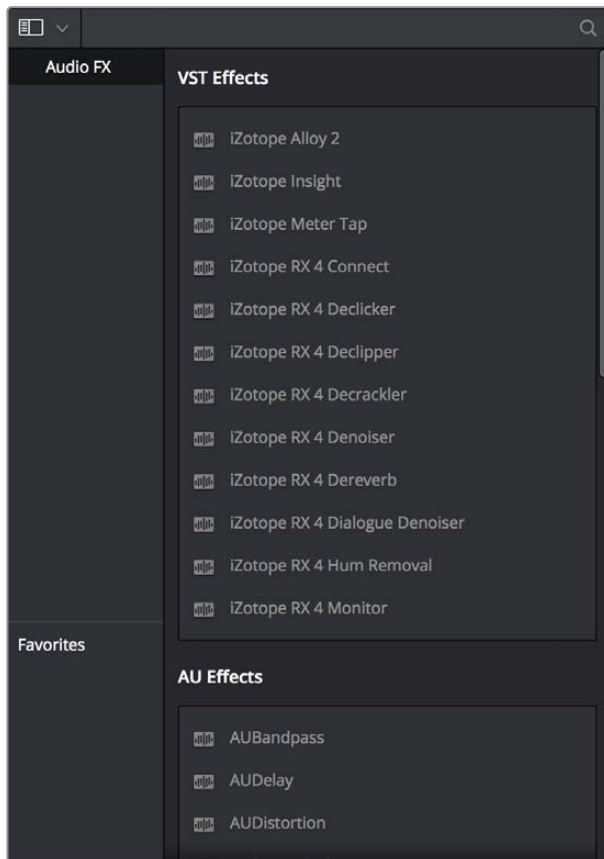 Audio FX
VST Effects
iZotope Alloy 2
iZotope Insight
iZotope Meter Tap
iZotope RX 4 Connect
iZotope RX 4 Declicker
iZotope RX 4 Declipper
iZotope RX 4 Decrackler
iZotope RX 4 Denoiser
iZotope RX 4 Dereverb
iZotope RX 4 Dialogue Denoiser
iZotope RX 4 Hum Removal
iZotope RX 4 Monitor
Favorites
AU Effects
AUBandpass
AUDelay
AUDistortion